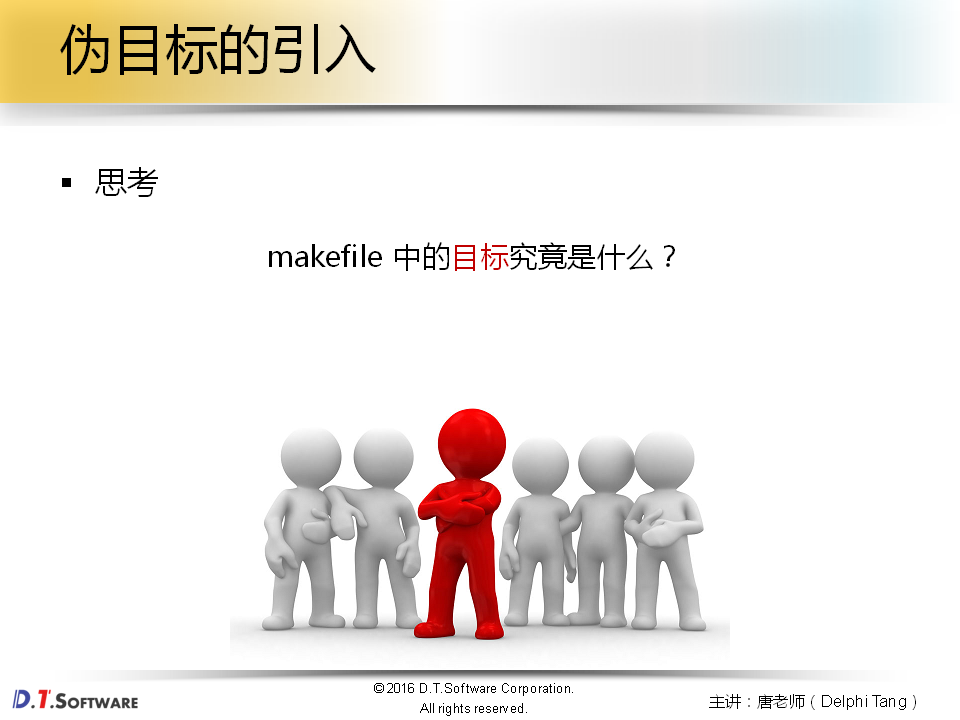 伪目标的引入
▪ 思考
makefile 中的目标究竟是什么？
D.T.SOFTWARE
©2016 D.T.Software Corporation.
All rights reserved.
主讲：唐老师（Delphi Tang）